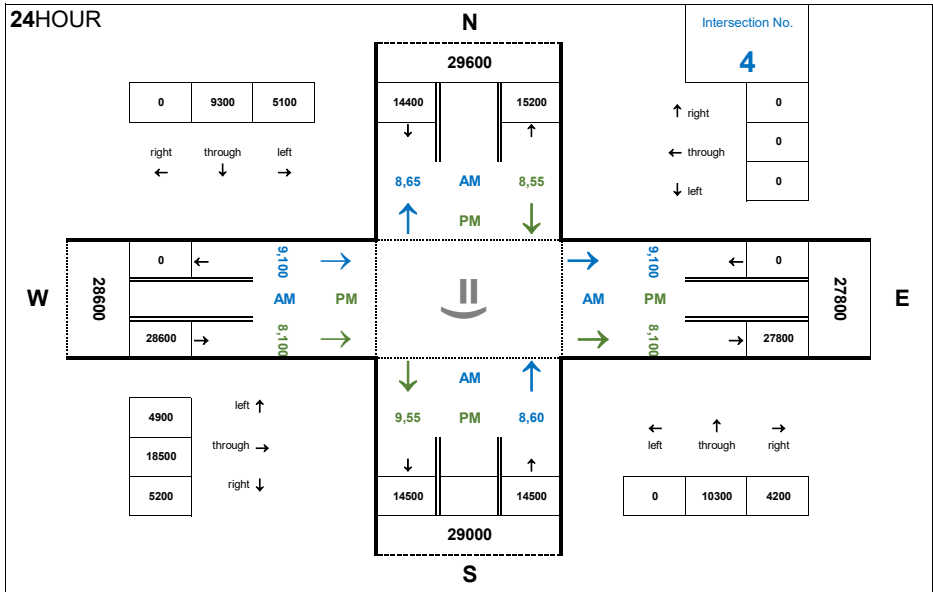 24HOUR
N
Intersection No.
4
29600
0 9300 5100
14400 15200
↑ right 0
right through left
← ↓ →
↓ ↑
← through 0
↓ left 0
8,65 AM 8,55
↑ PM ↓
W
28600
0 ←
9,100 →
AM PM
28600 →
8,100 →
=)
→ 9,100
AM PM
→ 8,100
← 0
→ 27800
27800
E
↓ AM ↑
9,55 PM 8,60
4900 left ↑
18500 through →
5200 right ↓
← ↑ →
left through right
↓ ↑
14500 14500
0 10300 4200
29000
S